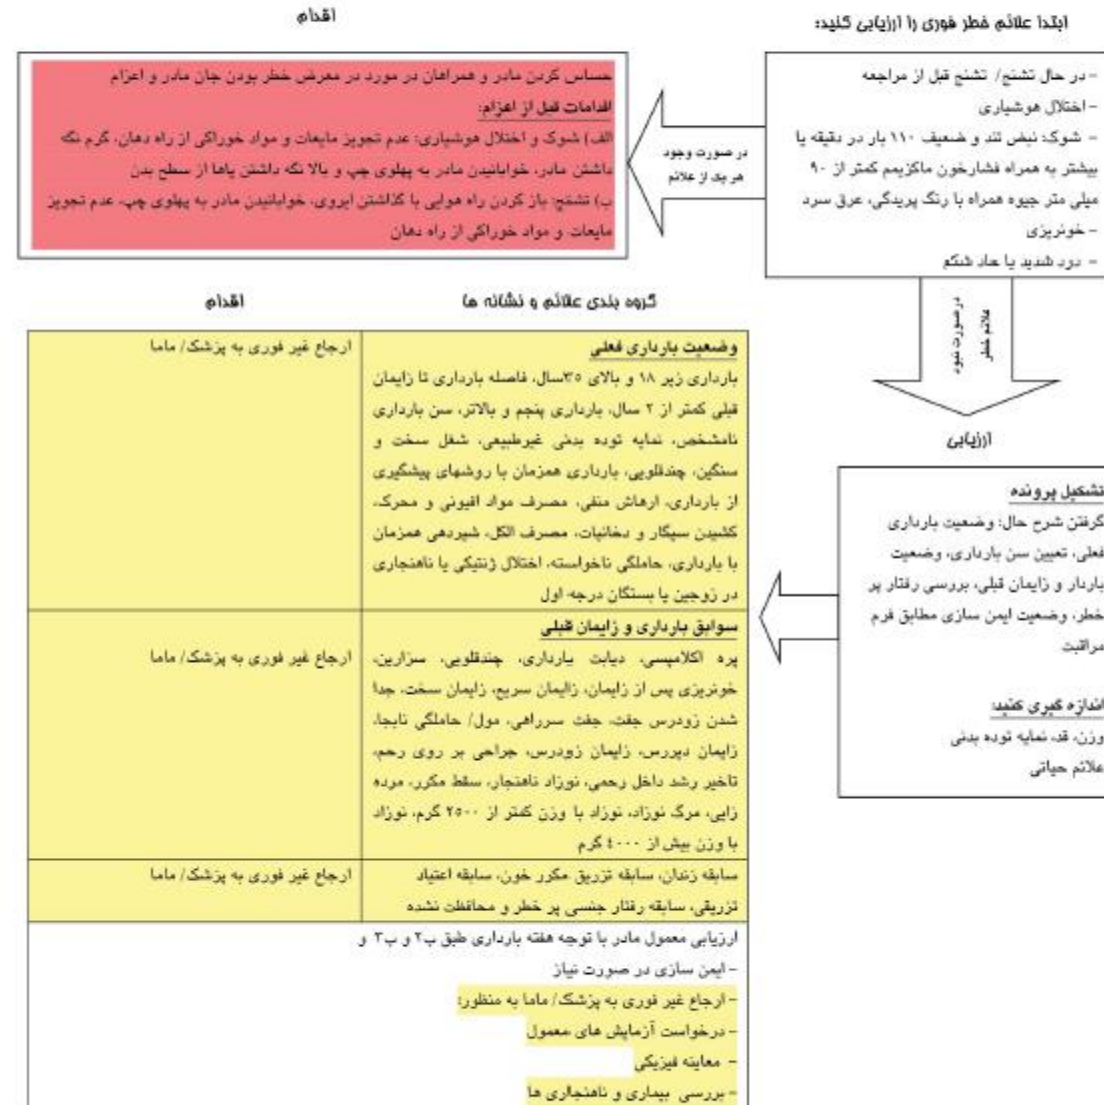 ابتدا علائم خطر فوری را ارزیابی کنید:
- در حال تشنج/ تشنج قبل از مراجعه
- اختلال هوشیاری
- شوک: نبض تند و ضعیف ۱۱۰ بار در دقیقه یا
بیشتر به همراه فشارخون ماکزیمم کمتر از ۹۰
میلی متر جیوه همراه با رنگ پریدگی، عرق سرد
- خونریزی
- درد شدید یا حاد شکم
در صورت وجود
هر یک از علائم
اقدام
حساس کردن مادر و همراهان در مورد در معرض خطر بودن جان مادر و اعزام
اقدامات قبل از اعزام:
الف) شوک و اختلال هوشیاری: عدم تجویز مایعات و مواد خوراکی از راه دهان، گرم نگه
داشتن مادر، خوابانیدن مادر به پهلوی چپ و بالا نگه داشتن پاها از سطح بدن
ب) تشنج: باز کردن راه هوایی با گذاشتن ایروی، خوابانیدن مادر به پهلوی چپ، عدم تجویز
مایعات و مواد خوراکی از راه دهان
درصورت نبود
علائم خطر
ارزیابی
تشکیل پرونده
گرفتن شرح حال: وضعیت بارداری
فعلی، تعیین سن بارداری، وضعیت
باردار و زایمان قبلی، بررسی رفتار پر
خطر، وضعیت ایمن سازی مطابق فرم
مراقبت
اندازه گیری کنید:
وزن، قد، نمایه توده بدنی
علائم حیاتی
گروه بندی علائم و نشانه ها
اقدام
وضعیت بارداری فعلی
بارداری زیر ۱۸ و بالای ۳۵سال، فاصله بارداری تا زایمان
قبلی کمتر از ۲ سال، بارداری پنجم و بالاتر، سن بارداری
نامشخص، نمایه توده بدنی غیرطبیعی، شغل سخت و
سنگین، چندقلویی، بارداری همزمان با روشهای پیشگیری
از بارداری، ارهاش منفی، مصرف مواد افیونی و محرک،
کشیدن سیگار و دخانیات، مصرف الکل، شیردهی همزمان
با بارداری، حاملگی ناخواسته، اختلال ژنتیکی یا ناهنجاری
در زوجین یا بستگان درجه اول
ارجاع غیر فوری به پزشک/ ماما
سوابق بارداری و زایمان قبلی
پره اکلامپسی، دیابت بارداری، چندقلویی، سزارین،
خونریزی پس از زایمان، زایمان سریع، زایمان سخت، جدا
شدن زودرس جفت، جفت سرراهی، مول/ حاملگی نابجا،
زایمان دیررس، زایمان زودرس، جراحی بر روی رحم،
تاخیر رشد داخل رحمی، نوزاد ناهنجار، سقط مکرر، مرده
زایی، مرگ نوزاد، نوزاد با وزن کمتر از ۲۵۰۰ گرم، نوزاد
با وزن بیش از ۴۰۰۰ گرم
ارجاع غیر فوری به پزشک/ ماما
سابقه زندان، سابقه تزریق مکرر خون، سابقه اعتیاد
تزریقی، سابقه رفتار جنسی پر خطر و محافظت نشده
ارجاع غیر فوری به پزشک/ ماما
ارزیابی معمول مادر با توجه هفته بارداری طبق ب۲ و ب۳ و
- ایمن سازی در صورت نیاز
- ارجاع غیر فوری به پزشک/ ماما به منظور:
- درخواست آزمایش های معمول
- معاینه فیزیکی
- بررسی بیماری و ناهنجاری ها